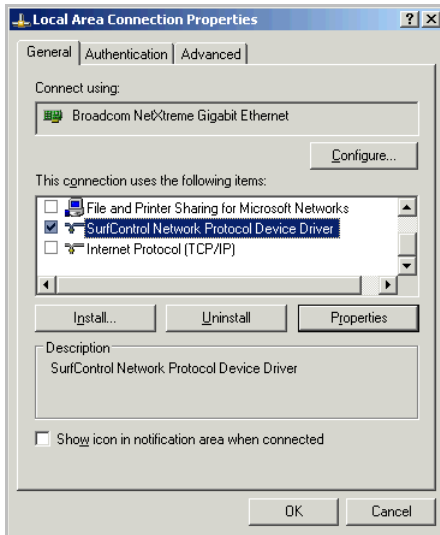 Local Area Connection Properties
General Authentication Advanced
Connect using:
Broadcom NetXtreme Gigabit Ethernet
Configure...
This connection uses the following items:
File and Printer Sharing for Microsoft Networks
SurfControl Network Protocol Device Driver
Internet Protocol (TCP/IP)
Install... Uninstall Properties
Description
SurfControl Network Protocol Device Driver
Show icon in notification area when connected
OK Cancel